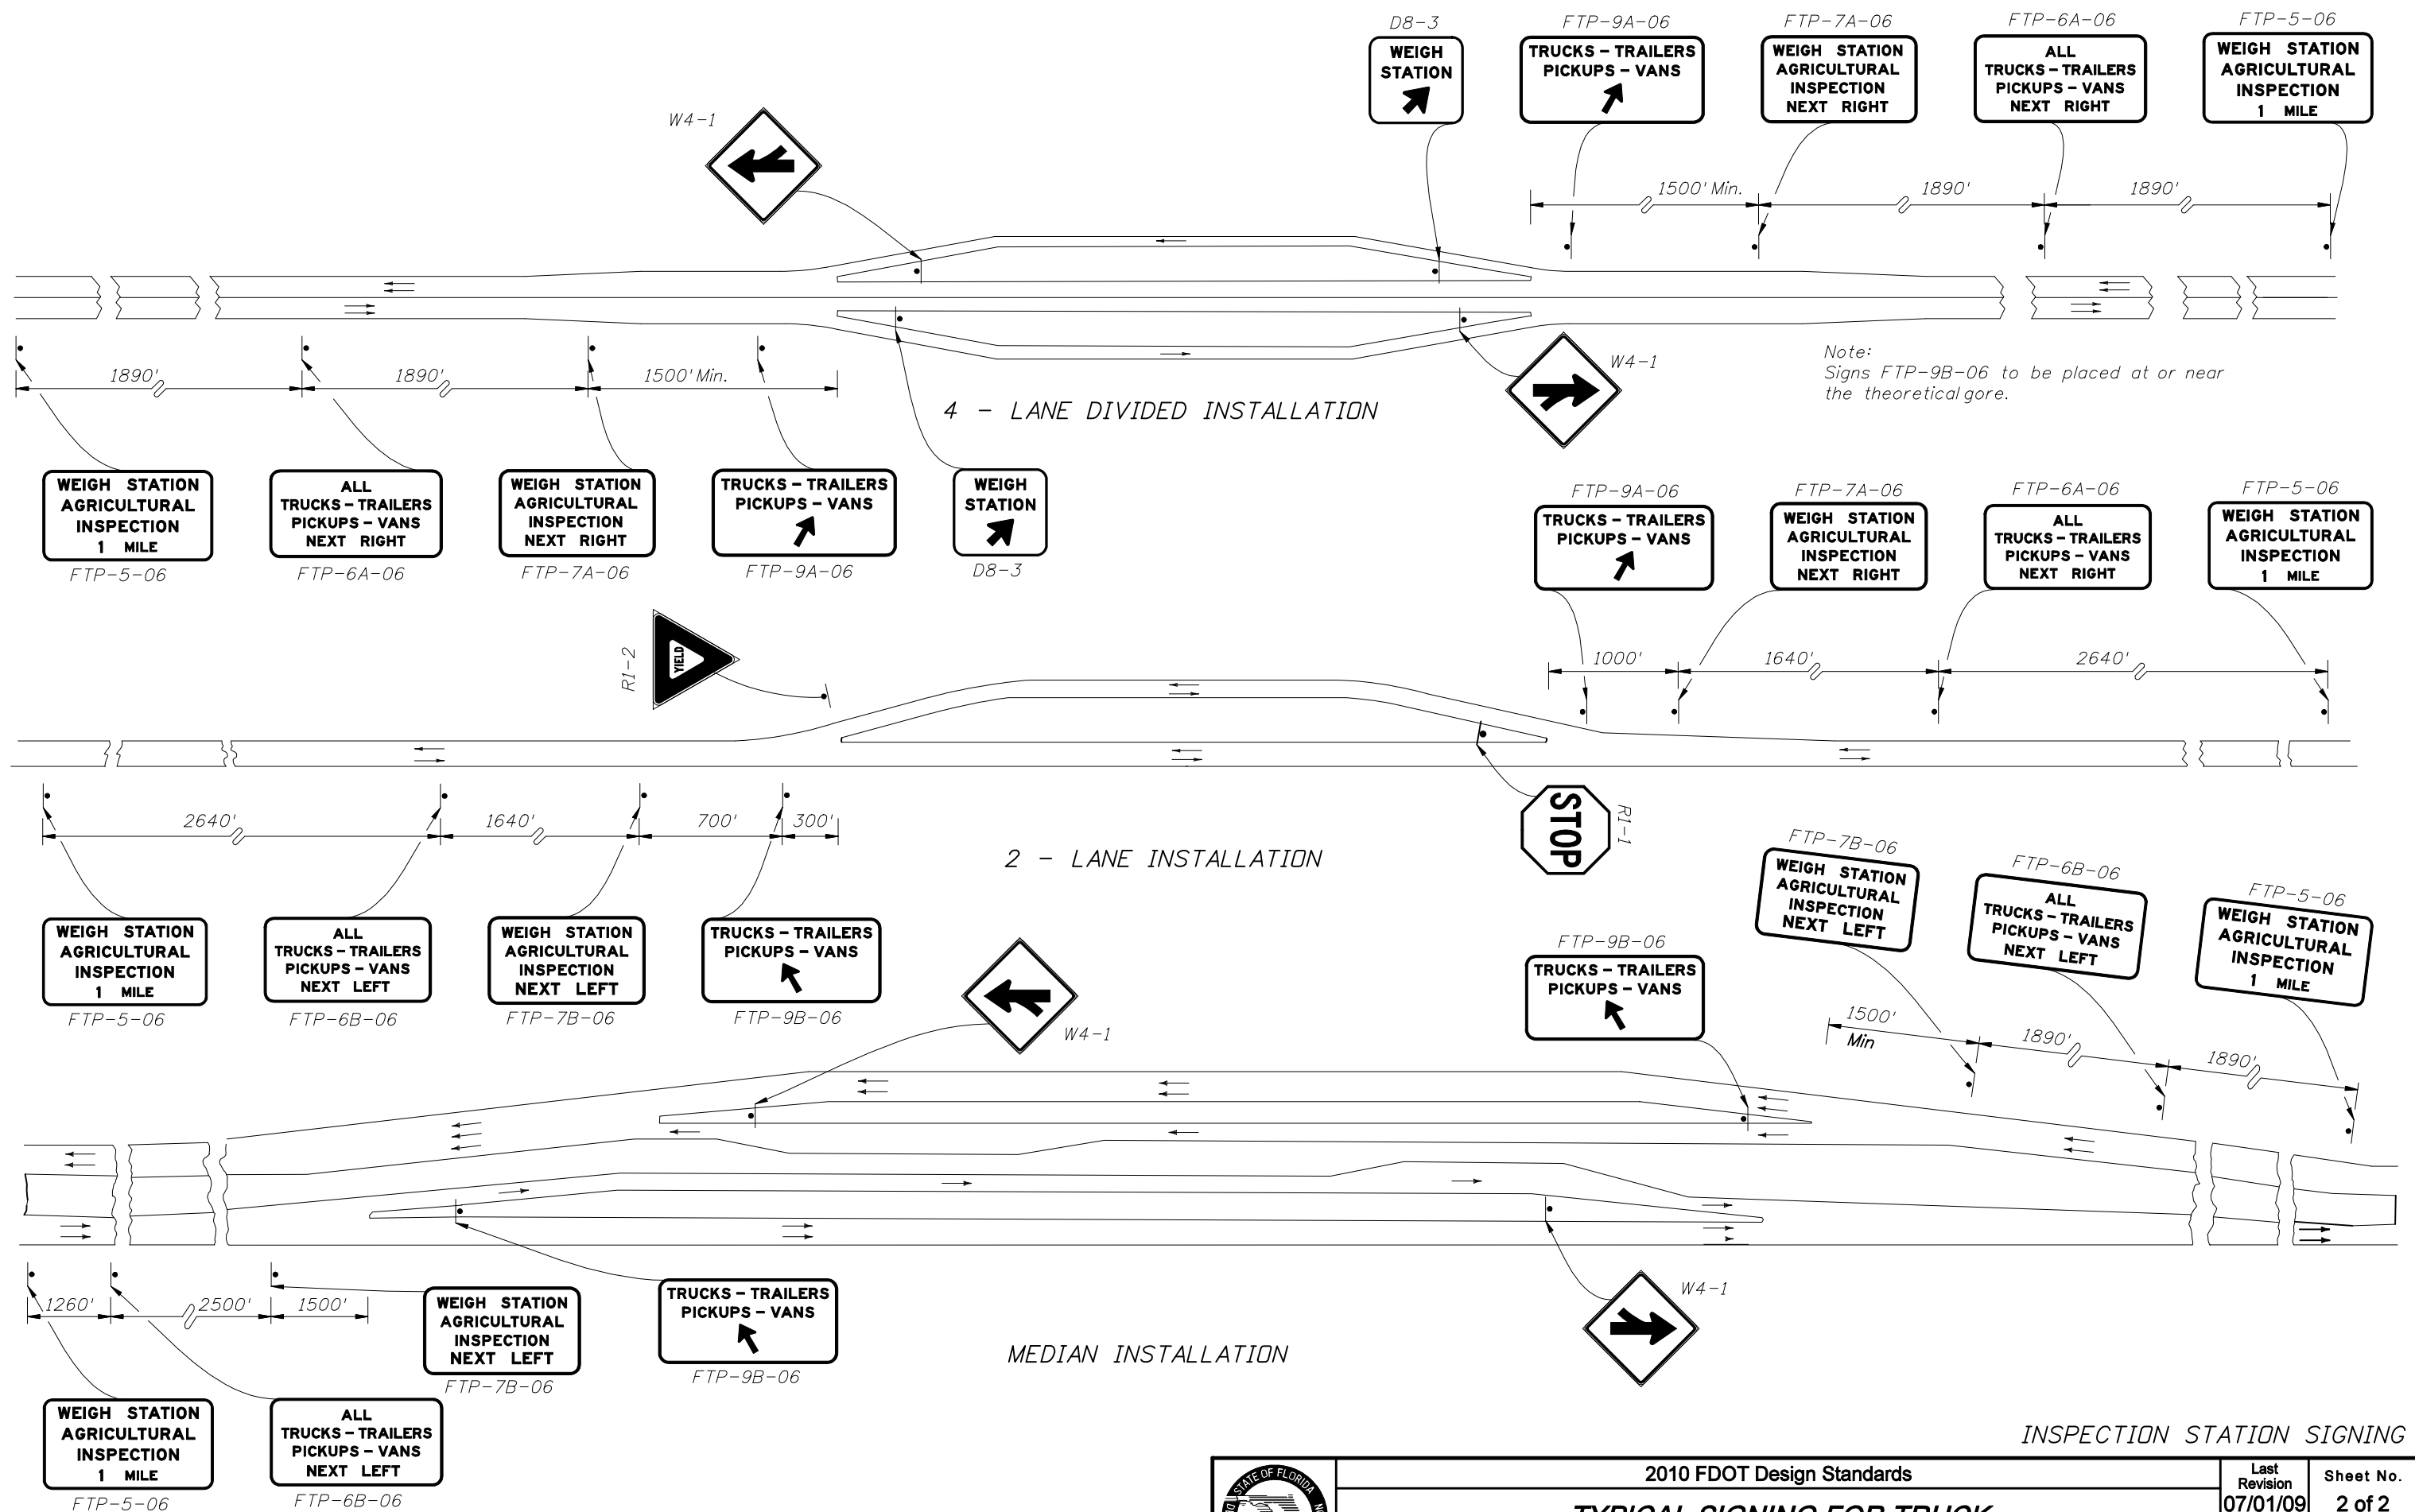 D8-3
FTP-9A-06
FTP-7A-06
FTP-6A-06
FTP-5-06
WEIGH
STATION
TRUCKS - TRAILERS
PICKUPS - VANS
WEIGH STATION
AGRICULTURAL
INSPECTION
NEXT RIGHT
ALL
TRUCKS - TRAILERS
PICKUPS - VANS
NEXT RIGHT
WEIGH STATION
AGRICULTURAL
INSPECTION
1 MILE
W4-1
1500' Min.
1890'
1890'
1890'
1890'
1500' Min.
W4-1
Note:
Signs FTP-9B-06 to be placed at or near
the theoretical gore.
4 - LANE DIVIDED INSTALLATION
WEIGH STATION
AGRICULTURAL
INSPECTION
1 MILE
FTP-5-06
ALL
TRUCKS - TRAILERS
PICKUPS - VANS
NEXT RIGHT
FTP-6A-06
WEIGH STATION
AGRICULTURAL
INSPECTION
NEXT RIGHT
FTP-7A-06
TRUCKS - TRAILERS
PICKUPS - VANS
FTP-9A-06
WEIGH
STATION
D8-3
FTP-9A-06
TRUCKS - TRAILERS
PICKUPS - VANS
FTP-7A-06
WEIGH STATION
AGRICULTURAL
INSPECTION
NEXT RIGHT
FTP-6A-06
ALL
TRUCKS - TRAILERS
PICKUPS - VANS
NEXT RIGHT
FTP-5-06
WEIGH STATION
AGRICULTURAL
INSPECTION
1 MILE
R1-2
YIELD
1000'
1640'
2640'
2640'
1640'
700'
300'
2 - LANE INSTALLATION
STOP
R1-1
WEIGH STATION
AGRICULTURAL
INSPECTION
1 MILE
FTP-5-06
ALL
TRUCKS - TRAILERS
PICKUPS - VANS
NEXT LEFT
FTP-6B-06
WEIGH STATION
AGRICULTURAL
INSPECTION
NEXT LEFT
FTP-7B-06
TRUCKS - TRAILERS
PICKUPS - VANS
FTP-9B-06
W4-1
FTP-9B-06
TRUCKS - TRAILERS
PICKUPS - VANS
FTP-7B-06
WEIGH STATION
AGRICULTURAL
INSPECTION
NEXT LEFT
FTP-6B-06
ALL
TRUCKS - TRAILERS
PICKUPS - VANS
NEXT LEFT
FTP-5-06
WEIGH STATION
AGRICULTURAL
INSPECTION
1 MILE
1500'
Min
1890'
1890'
1260'
2500'
1500'
WEIGH STATION
AGRICULTURAL
INSPECTION
NEXT LEFT
FTP-7B-06
TRUCKS - TRAILERS
PICKUPS - VANS
FTP-9B-06
W4-1
MEDIAN INSTALLATION
WEIGH STATION
AGRICULTURAL
INSPECTION
1 MILE
FTP-5-06
ALL
TRUCKS - TRAILERS
PICKUPS - VANS
NEXT LEFT
FTP-6B-06
INSPECTION STATION SIGNING
STATE OF FLORIDA
2010 FDOT Design Standards
TYPICAL SIGNING FOR TRUCK
Last
Revision
07/01/09
Sheet No.
2 of 2